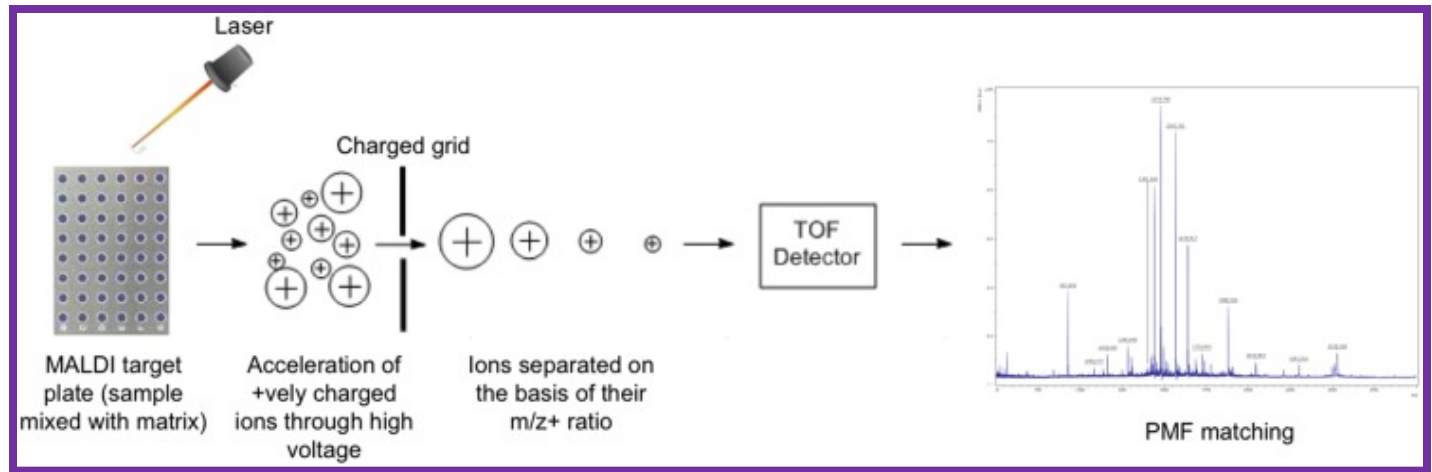 Laser
Charged grid
TOF
Detector
MALDI target
plate (sample
mixed with matrix)
Acceleration of
+vely charged
ions through high
voltage
Ions separated on
the basis of their
m/z+ ratio
PMF matching